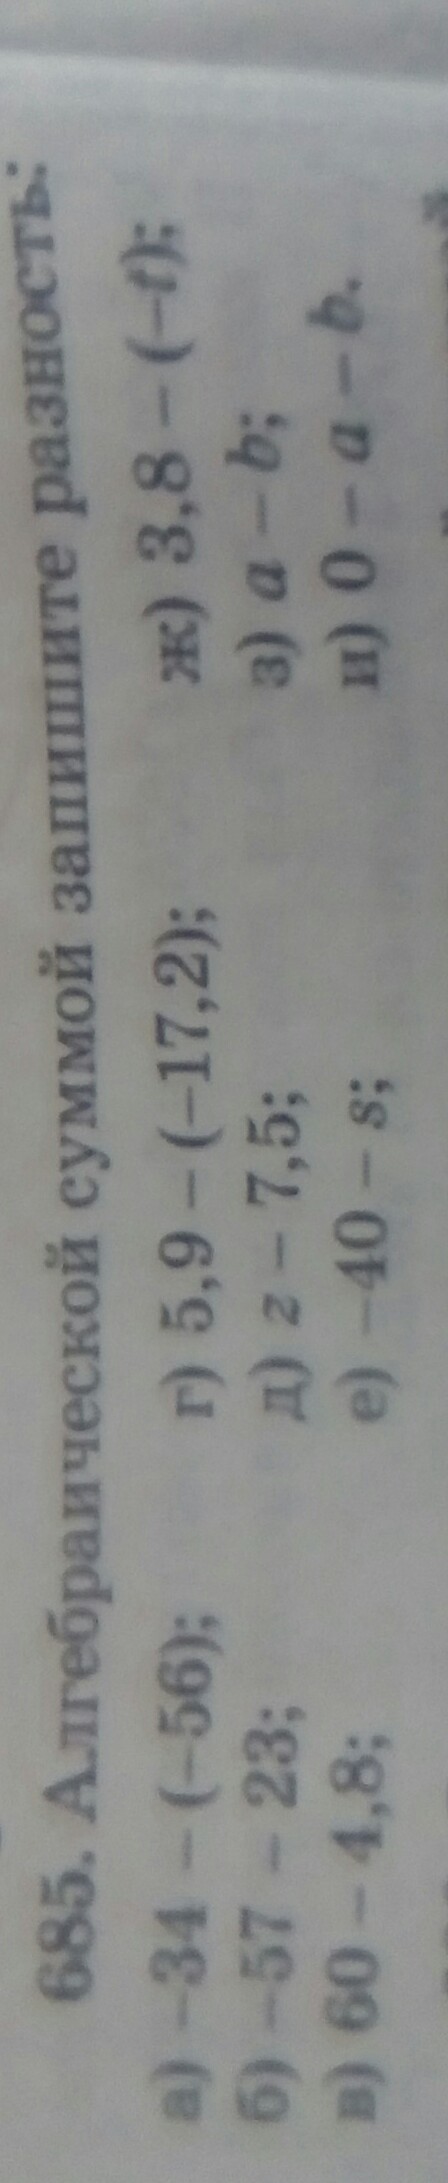 685. Алгебраической суммой запишите разность:
а) –34 – (–56); г) 5,9 – (–17,2); ж) 3,8 – (–t);
б) –57 – 23; д) z – 7,5; з) a – b;
в) 60 – 4,8; е) –40 – s; и) 0 – a – b.